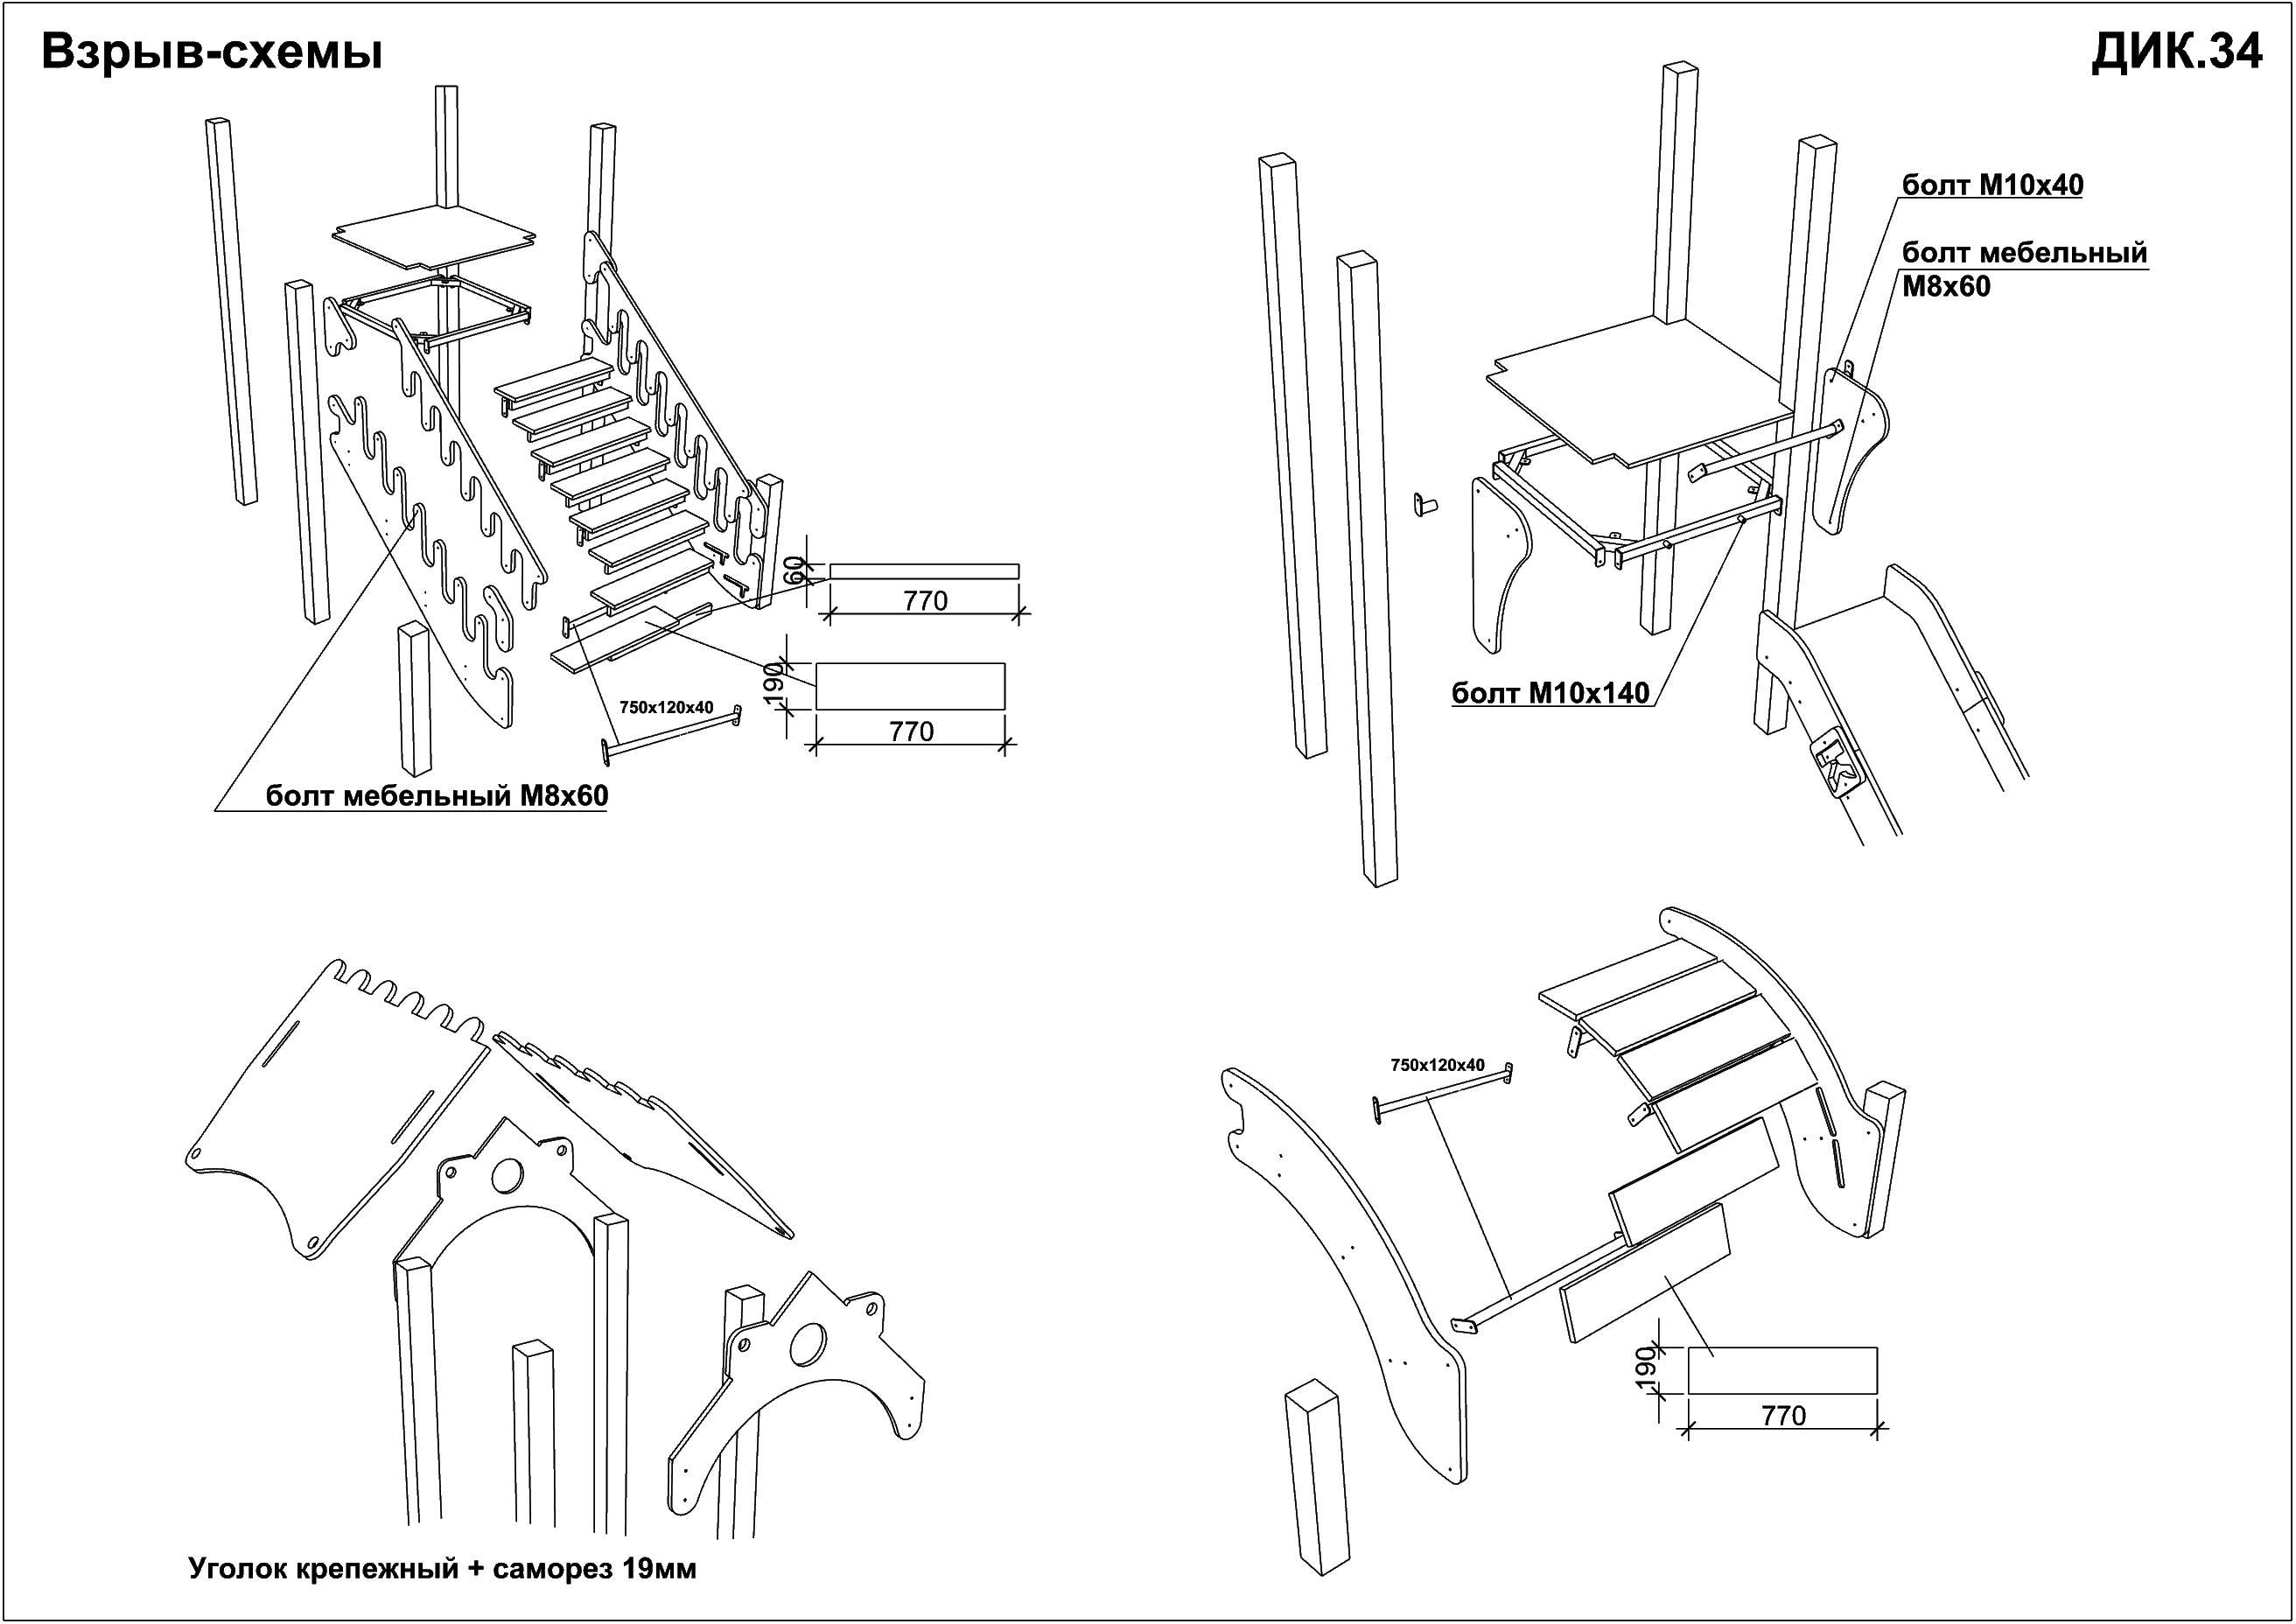 Взрыв-схемы
ДИК.34
болт М10х40
болт мебельный
М8х60
60
770
190
770
750х120х40
болт мебельный М8х60
болт М10х140
750х120х40
190
770
Уголок крепежный + саморез 19мм